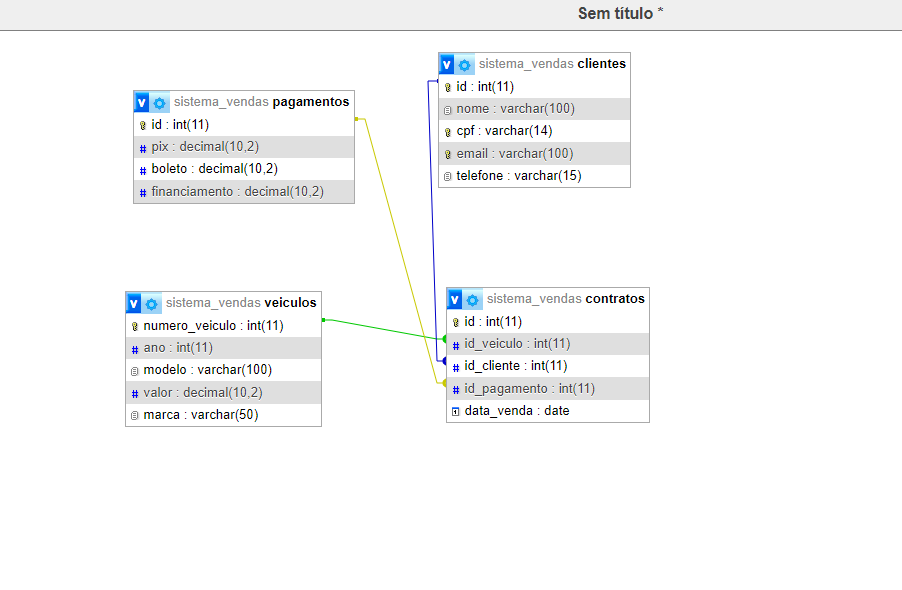 Sem título *
sistema_vendas clientes
id : int(11)
nome : varchar(100)
cpf : varchar(14)
email : varchar(100)
telefone : varchar(15)
sistema_vendas pagamentos
id : int(11)
pix : decimal(10,2)
boleto : decimal(10,2)
financiamento : decimal(10,2)
sistema_vendas veiculos
numero_veiculo : int(11)
ano : int(11)
modelo : varchar(100)
valor : decimal(10,2)
marca : varchar(50)
sistema_vendas contratos
id : int(11)
id_veiculo : int(11)
id_cliente : int(11)
id_pagamento : int(11)
data_venda : date